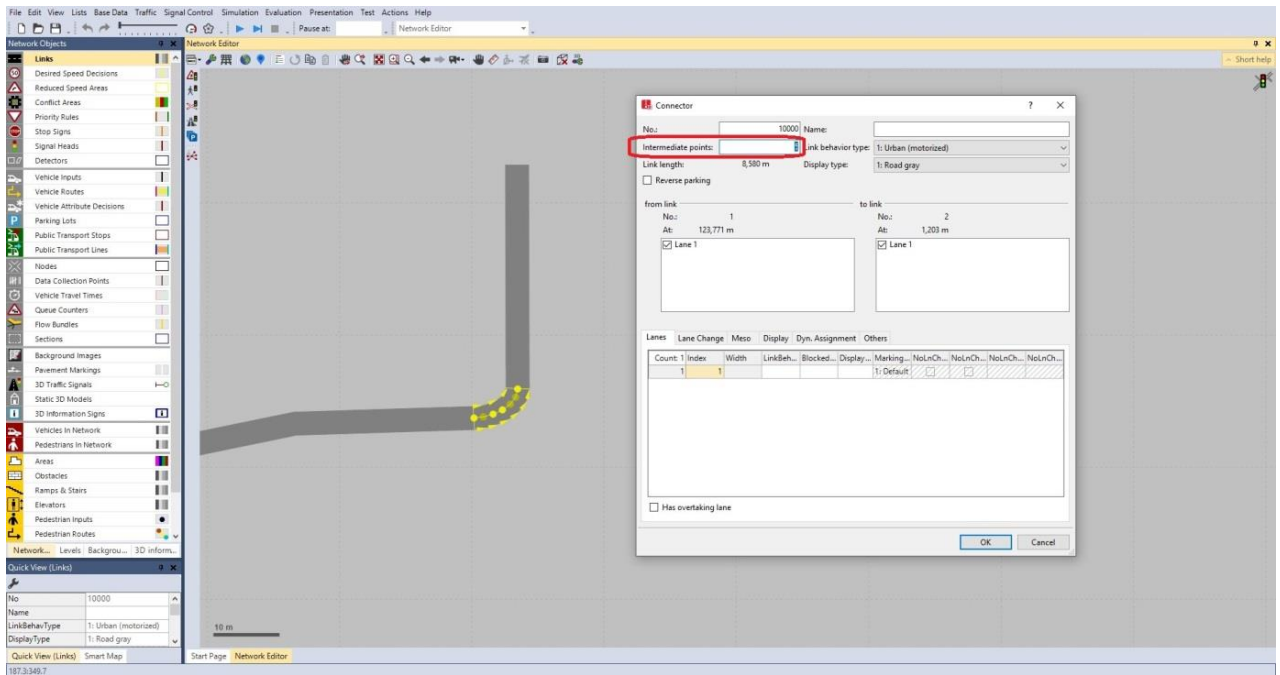 File Edit View Lists Base Data Traffic Signal Control Simulation Evaluation Presentation Test Actions Help
Pause at: Network Editor
Network Objects
Network Editor
Links
Short help
Desired Speed Decisions
Reduced Speed Areas
Conflict Areas
Priority Rules
Stop Signs
Signal Heads
Detectors
Vehicle Inputs
Vehicle Routes
Vehicle Attribute Decisions
Parking Lots
Public Transport Stops
Public Transport Lines
Nodes
Data Collection Points
Vehicle Travel Times
Queue Counters
Flow Bundles
Sections
Background Images
Pavement Markings
3D Traffic Signals
Static 3D Models
3D Information Signs
Vehicles In Network
Pedestrians In Network
Areas
Obstacles
Ramps & Stairs
Elevators
Pedestrian Inputs
Pedestrian Routes
Network... Levels Backgrou... 3D inform...
Quick View (Links)
No 10000
Name
LinkBehavType 1: Urban (motorized)
DisplayType 1: Road gray
Quick View (Links) Smart Map
187.3:349.7
10 m
Start Page Network Editor
Connector ?
No.: 10000 Name:
Intermediate points: Link behavior type: 1: Urban (motorized)
Link length: 8,580 m Display type: 1: Road gray
Reverse parking
from link to link
No.: 1 No.: 2
At: 123,771 m At: 1,203 m
Lane 1 Lane 1
Lanes Lane Change Meso Display Dyn. Assignment Others
Count: 1 Index Width LinkBeh... Blocked... Display... Marking... NoLnCh... NoLnCh... NoLnCh... NoLnCh...
1 1 1: Default
Has overtaking lane
OK Cancel